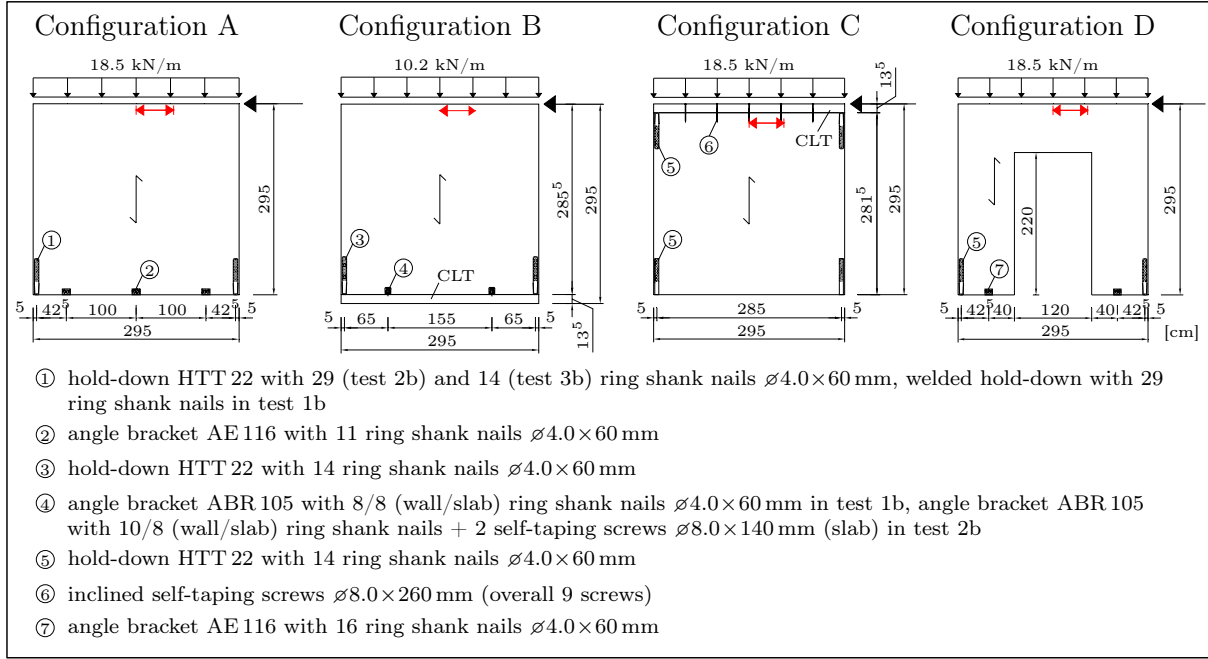 Configuration A
Configuration B
Configuration C
Configuration D
18.5 kN/m
10.2 kN/m
18.5 kN/m
18.5 kN/m
295
①
②
5
42⁵
100
100
42⁵
5
295
285⁵
295
③
④
CLT
5
65
155
65
5
13⁵
295
13⁵
⑥
CLT
⑤
281⁵
295
⑤
5
285
5
295
220
295
⑤
⑦
5
42⁵
40
120
40
42⁵
5
295
[cm]
① hold-down HTT 22 with 29 (test 2b) and 14 (test 3b) ring shank nails ⌀4.0×60 mm, welded hold-down with 29
ring shank nails in test 1b
② angle bracket AE 116 with 11 ring shank nails ⌀4.0×60 mm
③ hold-down HTT 22 with 14 ring shank nails ⌀4.0×60 mm
④ angle bracket ABR 105 with 8/8 (wall/slab) ring shank nails ⌀4.0×60 mm in test 1b, angle bracket ABR 105
with 10/8 (wall/slab) ring shank nails + 2 self-taping screws ⌀8.0×140 mm (slab) in test 2b
⑤ hold-down HTT 22 with 14 ring shank nails ⌀4.0×60 mm
⑥ inclined self-taping screws ⌀8.0×260 mm (overall 9 screws)
⑦ angle bracket AE 116 with 16 ring shank nails ⌀4.0×60 mm